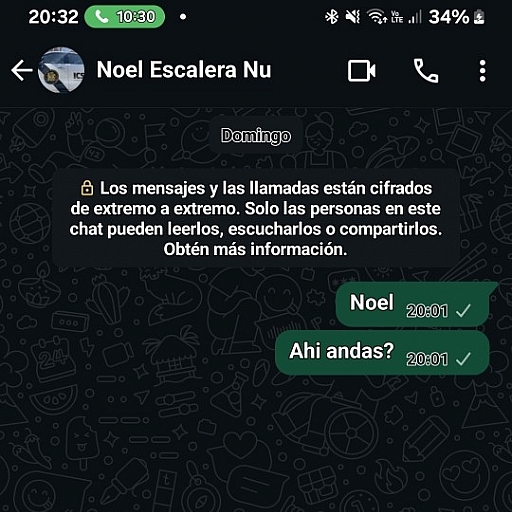 20:32 10:30 Vo LTE 34%
Noel Escalera Nu
Domingo
Los mensajes y las llamadas están cifrados
de extremo a extremo. Solo las personas en este
chat pueden leerlos, escucharlos o compartirlos.
Obtén más información.
Noel 20:01
Ahi andas? 20:01